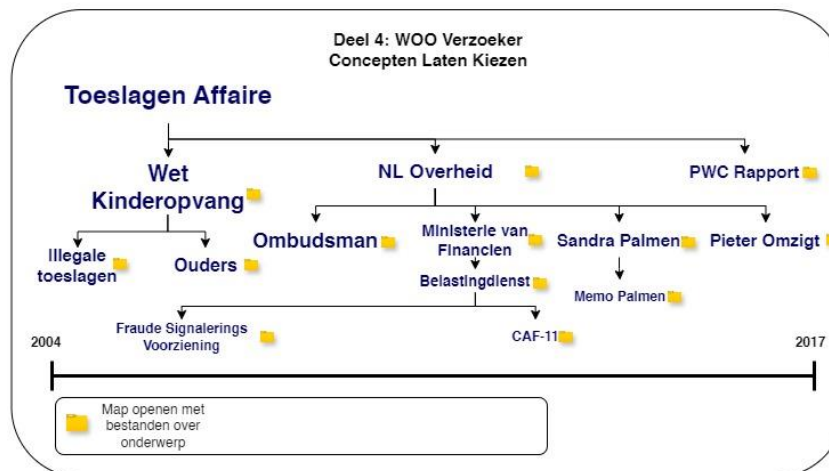 Deel 4: WOO Verzoeker
Concepten Laten Kiezen
Toeslagen Affaire
Wet
Kinderopvang
NL Overheid
PWC Rapport
Illegale
toeslagen
Ouders
Ombudsman
Ministerie van
Financien
Sandra Palmen
Pieter Omzigt
Belastingdienst
Memo Palmen
Fraude Signalerings
Voorziening
CAF-11
2004
2017
Map openen met
bestanden over
onderwerp